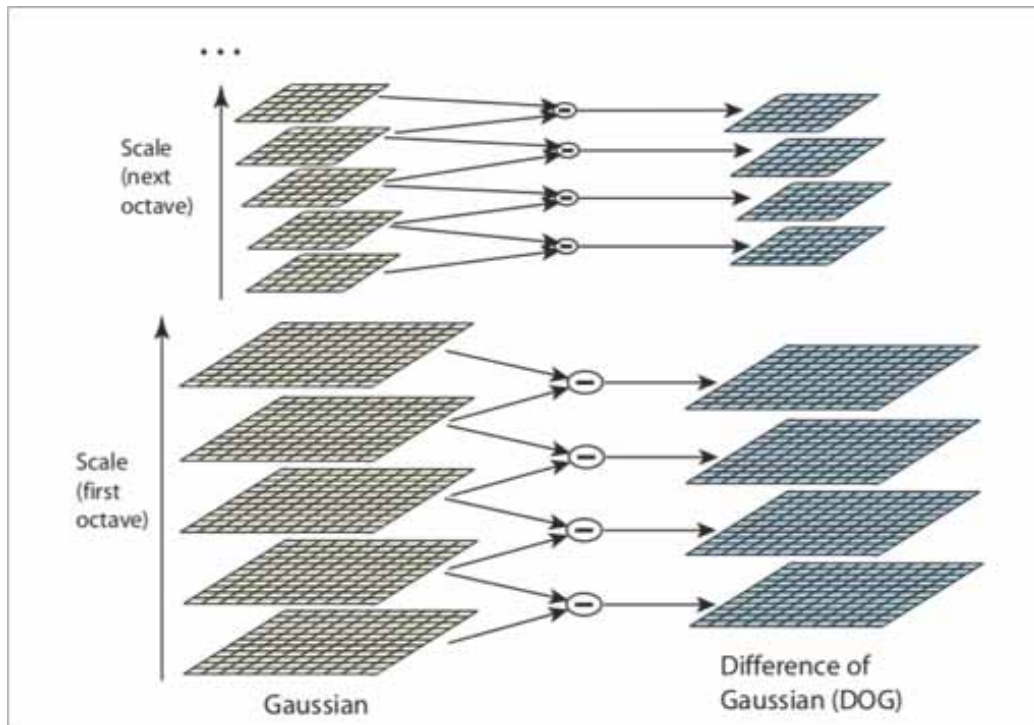 ...
Scale
(next
octave)
Scale
(first
octave)
Gaussian
Difference of
Gaussian (DOG)